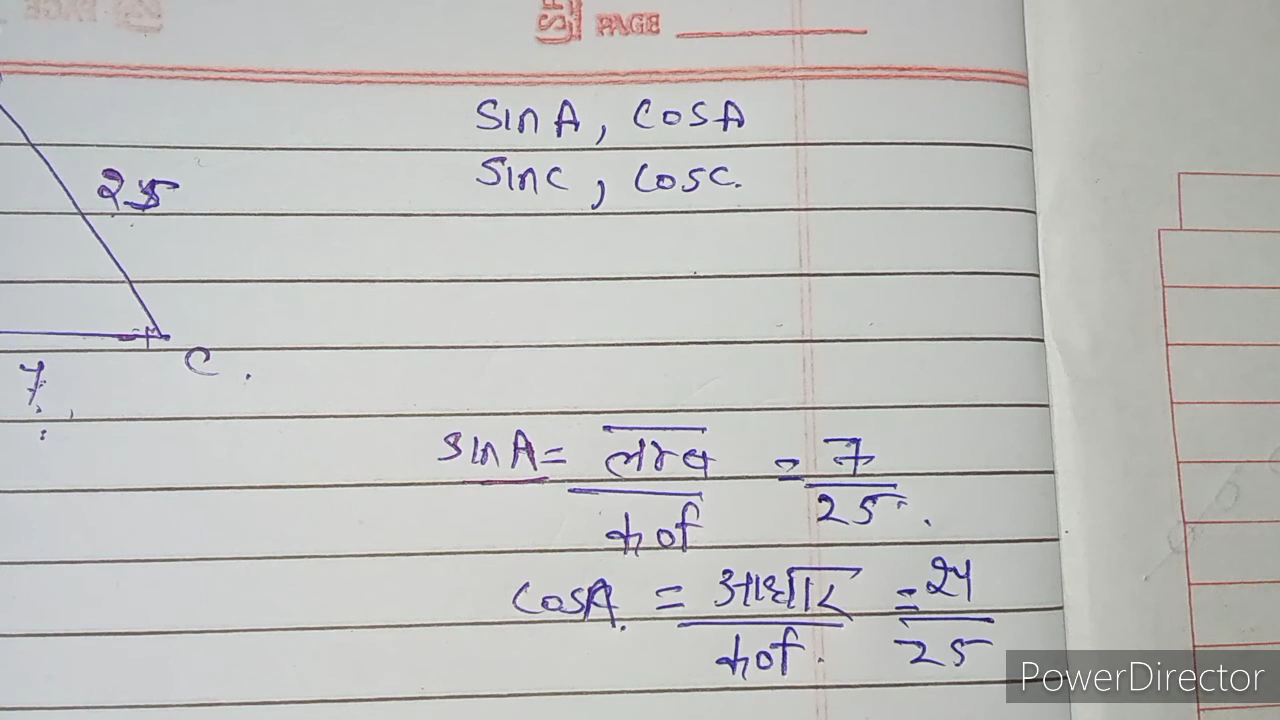 PAGE
sin A, cos A
sin c, cos c.
25
C.
7
sin A = लम्ब / कर्ण = 7 / 25.
cos A. = आधार / कर्ण. = 24 / 25
PowerDirector